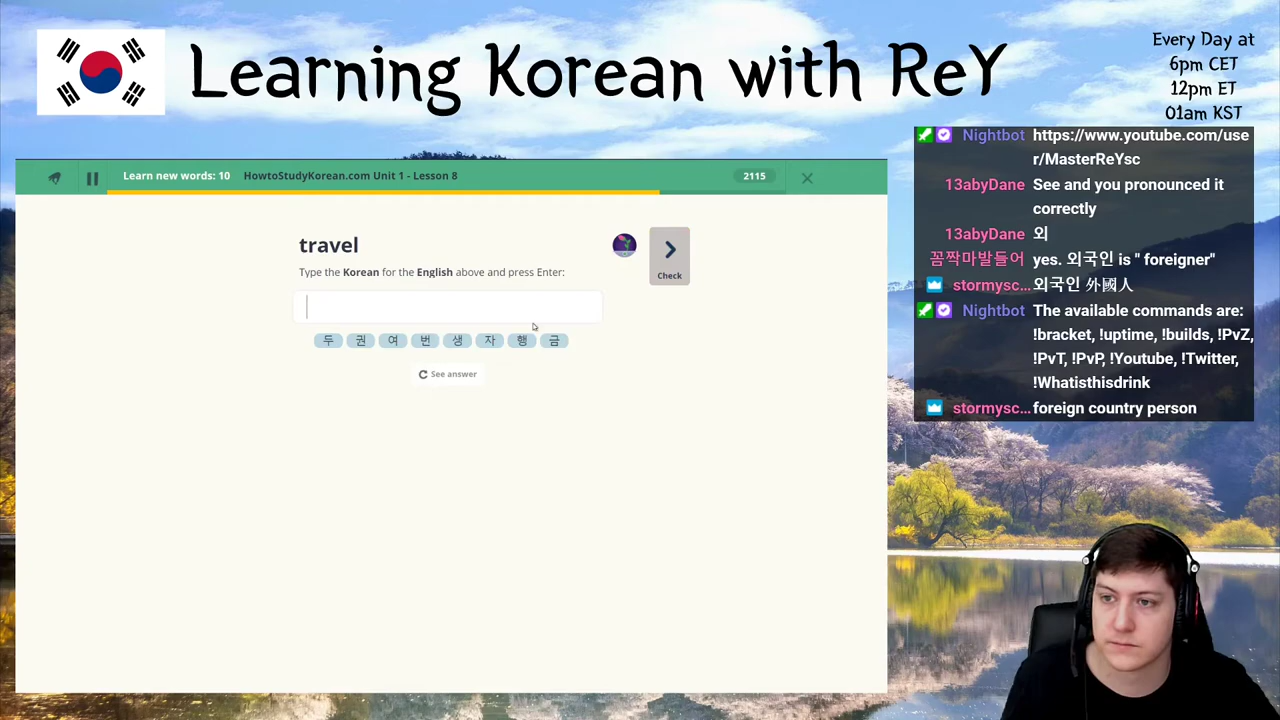 Learning Korean with ReY
Every Day at
6pm CET
12pm ET
01am KST
Learn new words: 10 HowtoStudyKorean.com Unit 1 - Lesson 8
2115
travel
Type the Korean for the English above and press Enter:
Check
두 권 여 번 생 자 행 금
See answer
Nightbot https://www.youtube.com/use
r/MasterReYsc
13abyDane See and you pronounced it
correctly
13abyDane 외
꼼짝마발들어 yes. 외국인 is " foreigner"
stormysc... 외국인 外國人
Nightbot The available commands are:
!bracket, !uptime, !builds, !PvZ,
!PvT, !PvP, !Youtube, !Twitter,
!Whatisthisdrink
stormysc... foreign country person